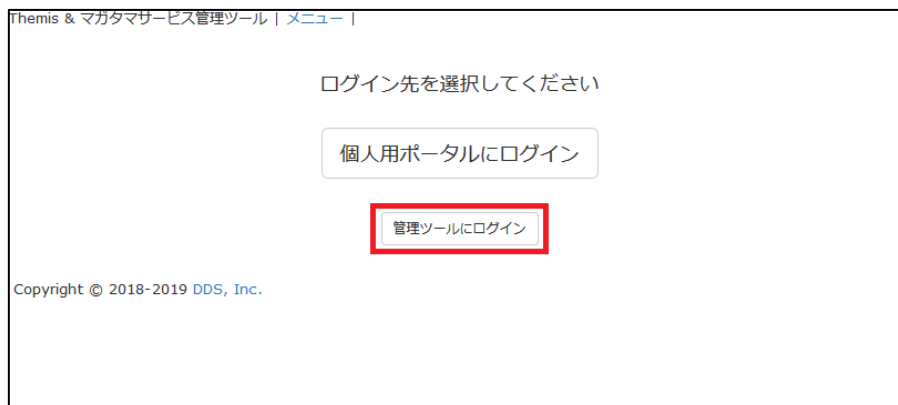 Themis & マガタマサービス管理ツール | メニュー |
ログイン先を選択してください
個人用ポータルにログイン
管理ツールにログイン
Copyright © 2018-2019 DDS, Inc.